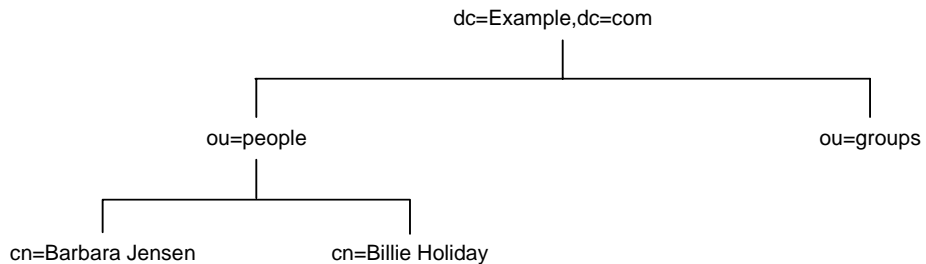 dc=Example,dc=com
ou=people
ou=groups
cn=Barbara Jensen
cn=Billie Holiday